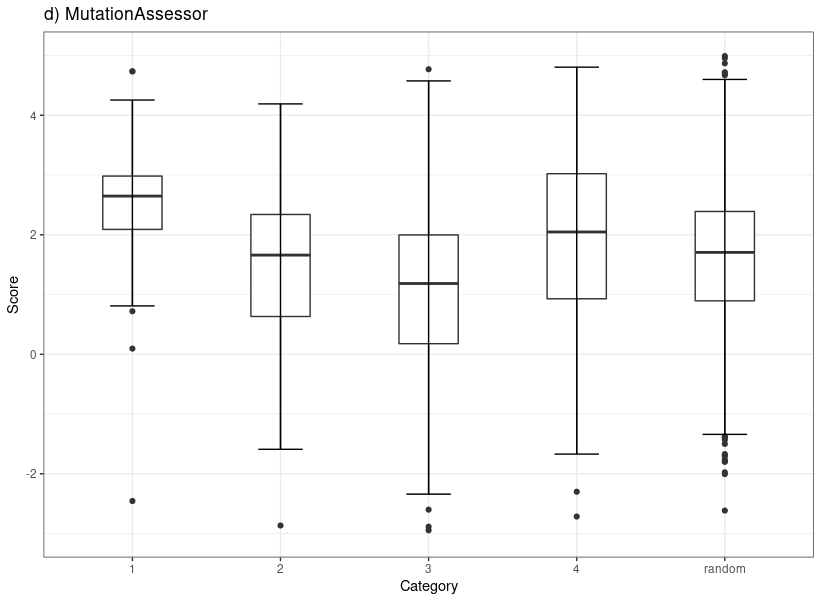 d) MutationAssessor
Score
4
2
0
-2
1 2 3 4 random
Category